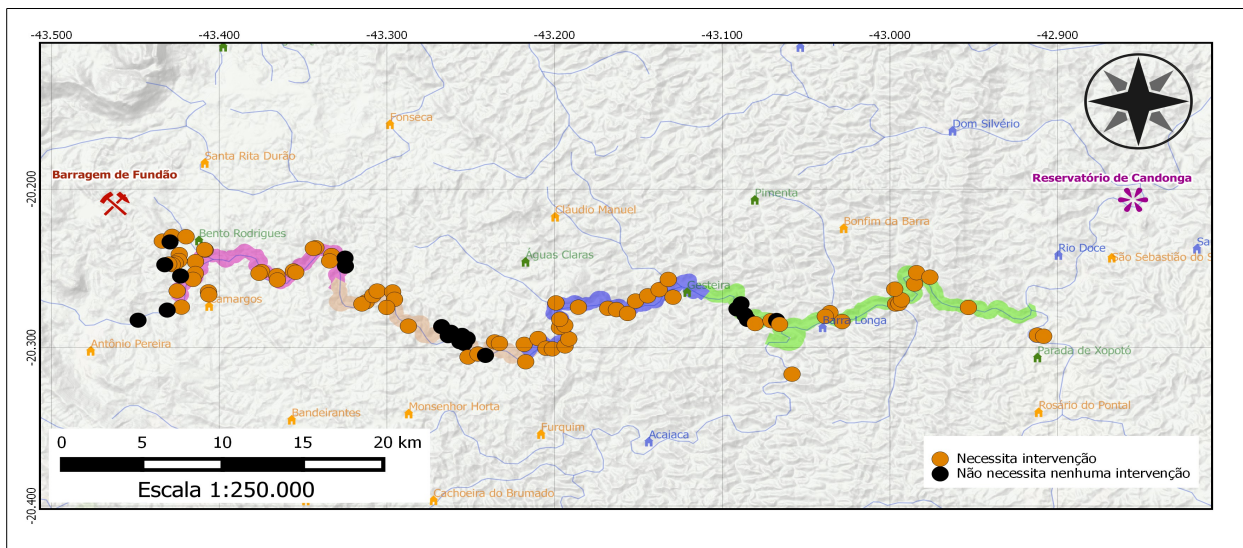 -43.500 -43.400 -43.300 -43.200 -43.100 -43.000 -42.900
Fonseca
Dom Silvério
Santa Rita Durão
Barragem de Fundão
-20.200
Reservatório de Candonga
Pimenta
Cláudio Manuel
Bonfim da Barra
Bento Rodrigues
Águas Claras
Rio Doce
São Sebastião do S
Gesteira
Barra Longa
-20.300
Antônio Pereira
Parada de Xopotó
Bandeirantes
Monsenhor Horta
Rosário do Pontal
Furquim
Acaiaca
0 5 10 15 20 km
Escala 1:250.000
Necessita intervenção
Não necessita nenhuma intervenção
Cachoeira do Brumado
-20.400